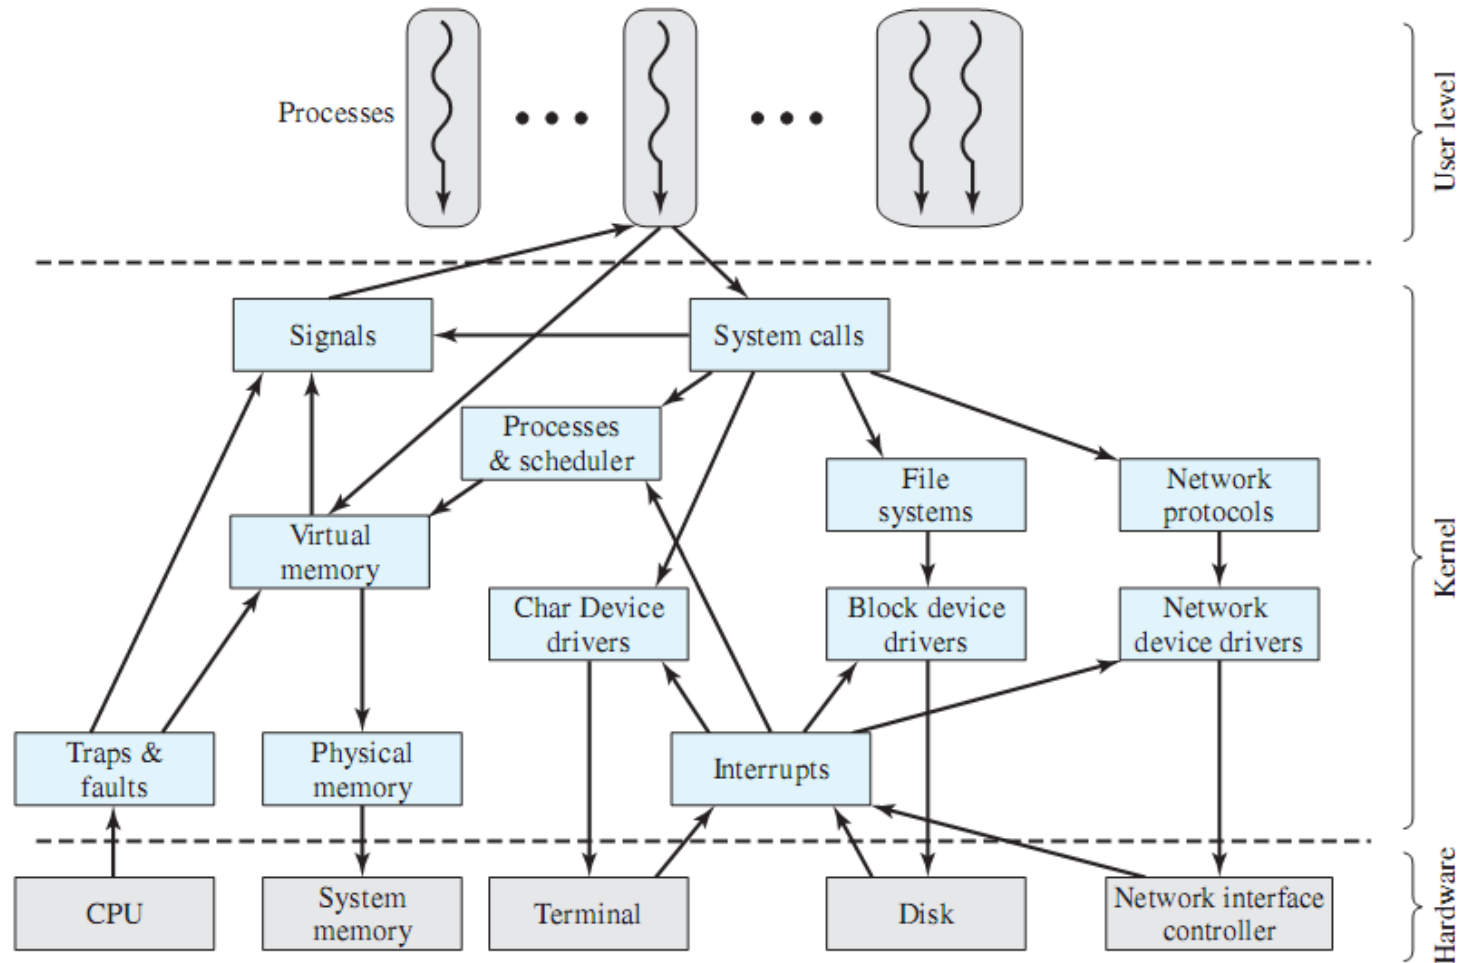 Processes
User level
Signals
System calls
Processes
& scheduler
File
systems
Network
protocols
Virtual
memory
Kernel
Char Device
drivers
Block device
drivers
Network
device drivers
Traps &
faults
Physical
memory
Interrupts
CPU
System
memory
Terminal
Disk
Network interface
controller
Hardware